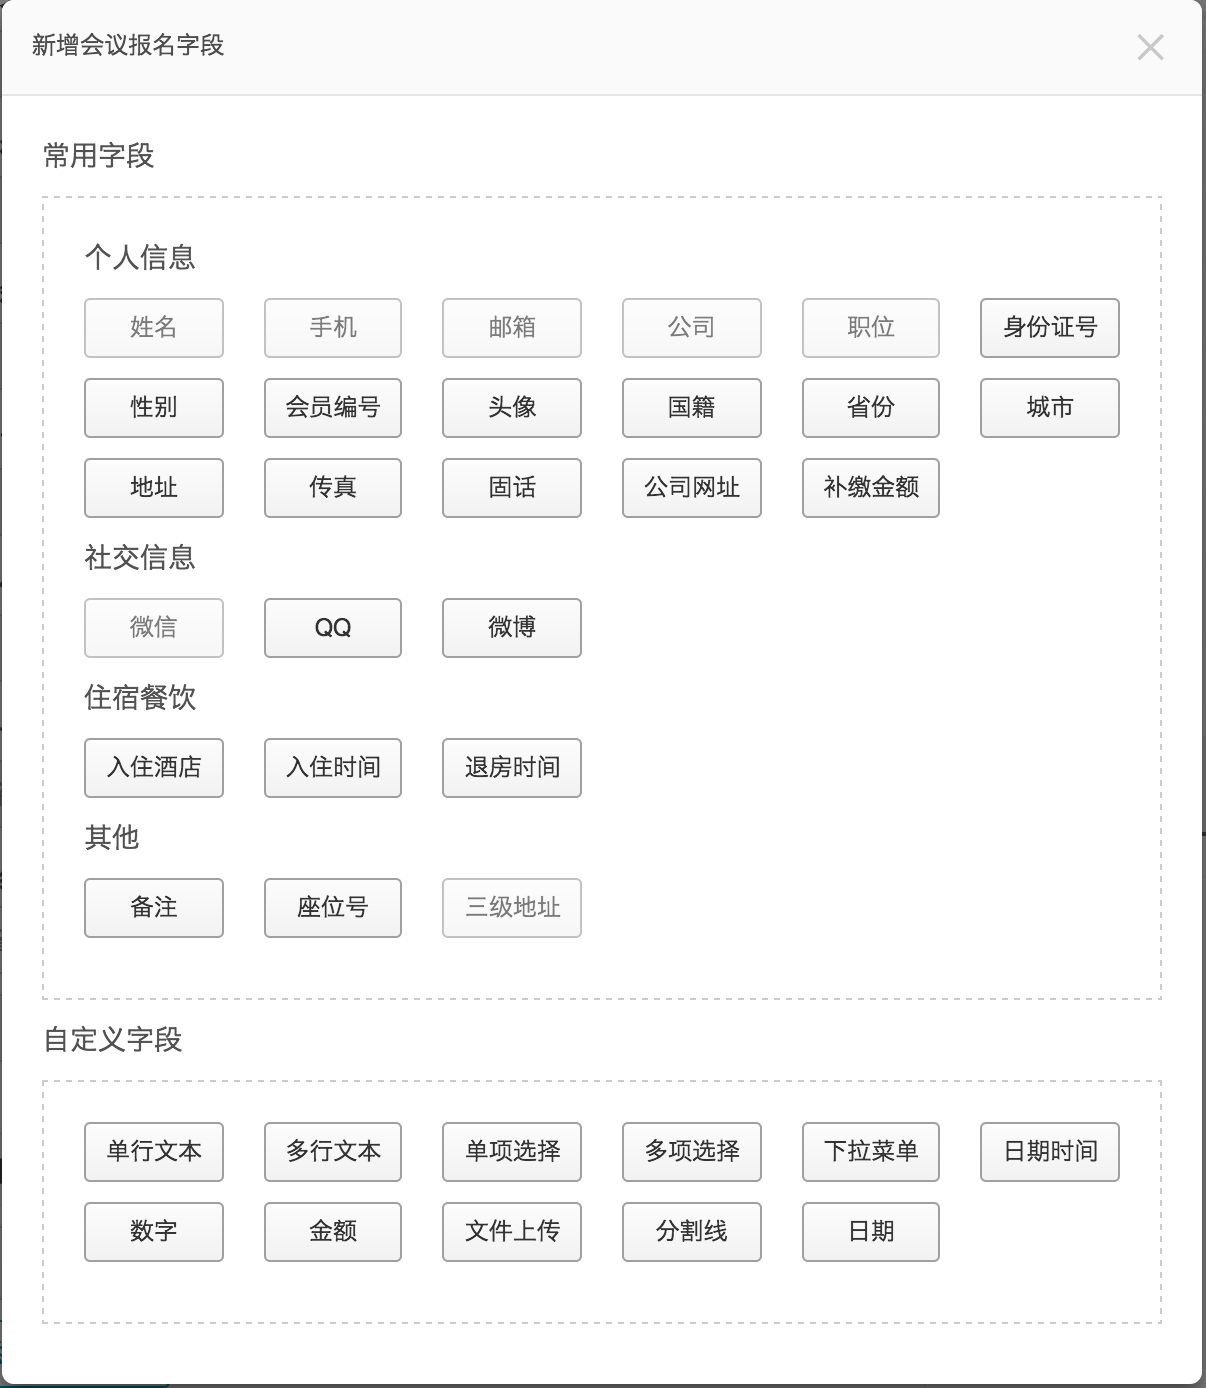 新增会议报名字段
常用字段
个人信息
姓名 手机 邮箱 公司 职位 身份证号
性别 会员编号 头像 国籍 省份 城市
地址 传真 固话 公司网址 补缴金额
社交信息
微信 QQ 微博
住宿餐饮
入住酒店 入住时间 退房时间
其他
备注 座位号 三级地址
自定义字段
单行文本 多行文本 单项选择 多项选择 下拉菜单 日期时间
数字 金额 文件上传 分割线 日期